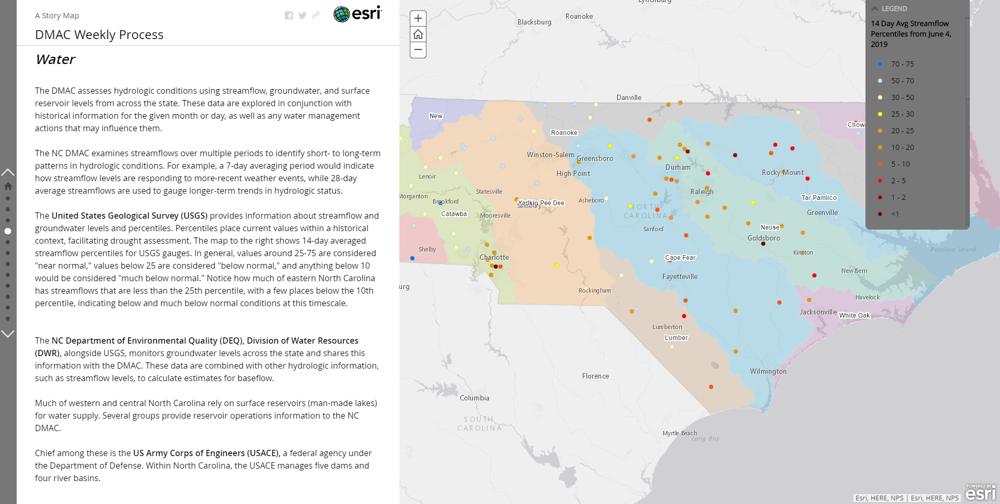 A Story Map
esri
DMAC Weekly Process
Water
The DMAC assesses hydrologic conditions using streamflow, groundwater, and surface
reservoir levels from across the state. These data are explored in conjunction with
historical information for the given month or day, as well as any water management
actions that may influence them.
The NC DMAC examines streamflows over multiple periods to identify short- to long-term
patterns in hydrologic conditions. For example, a 7-day averaging period would indicate
how streamflow levels are responding to more-recent weather events, while 28-day
average streamflows are used to gauge longer-term trends in hydrologic status.
The United States Geological Survey (USGS) provides information about streamflow and
groundwater levels and percentiles. Percentiles place current values within a historical
context, facilitating drought assessment. The map to the right shows 14-day averaged
streamflow percentiles for USGS gauges. In general, values around 25-75 are considered
"near normal," values below 25 are considered "below normal," and anything below 10
would be considered "much below normal." Notice how much of eastern North Carolina
has streamflows that are less than the 25th percentile, with a few places below the 10th
percentile, indicating below and much below normal conditions at this timescale.
The NC Department of Environmental Quality (DEQ), Division of Water Resources
(DWR), alongside USGS, monitors groundwater levels across the state and shares this
information with the DMAC. These data are combined with other hydrologic information,
such as streamflow levels, to calculate estimates for baseflow.
Much of western and central North Carolina rely on surface reservoirs (man-made lakes)
for water supply. Several groups provide reservoir operations information to the NC
DMAC.
Chief among these is the US Army Corps of Engineers (USACE), a federal agency under
the Department of Defense. Within North Carolina, the USACE manages five dams and
four river basins.
Lynchburg
Roanoke
Blacksburg
Danville
New
Roanoke
Chowa
Winston-Salem
Greensboro
High Point
Durham
Rocky Mount
Lenoir
Statesville
Raleigh
Morganton
Brookford
Yadkin Pee Dee
Salisbury
Asheboro
Tar Pamlico
Catawba
Mooresville
NORTH
CAROLINA
Greenville
Sanford
Neuse
Goldsboro
Shelby
Charlotte
Kinston
Pamlico Sound
Cape Fear
New Bern
Fayetteville
urg
Rockingham
Havelock
Jacksonville
White Oak
Lumberton
Lumber
Wilmington
Florence
Columbia
SOUTH
CAROLINA
Myrtle Beach
Long Bay
LEGEND
14 Day Avg Streamflow
Percentiles from June 4,
2019
70 - 75
50 - 70
30 - 50
25 - 30
20 - 25
10 - 20
5 - 10
2 - 5
1 - 2
<1
POWERED BY
esri
Esri, HERE, NPS | Esri, HERE, NPS